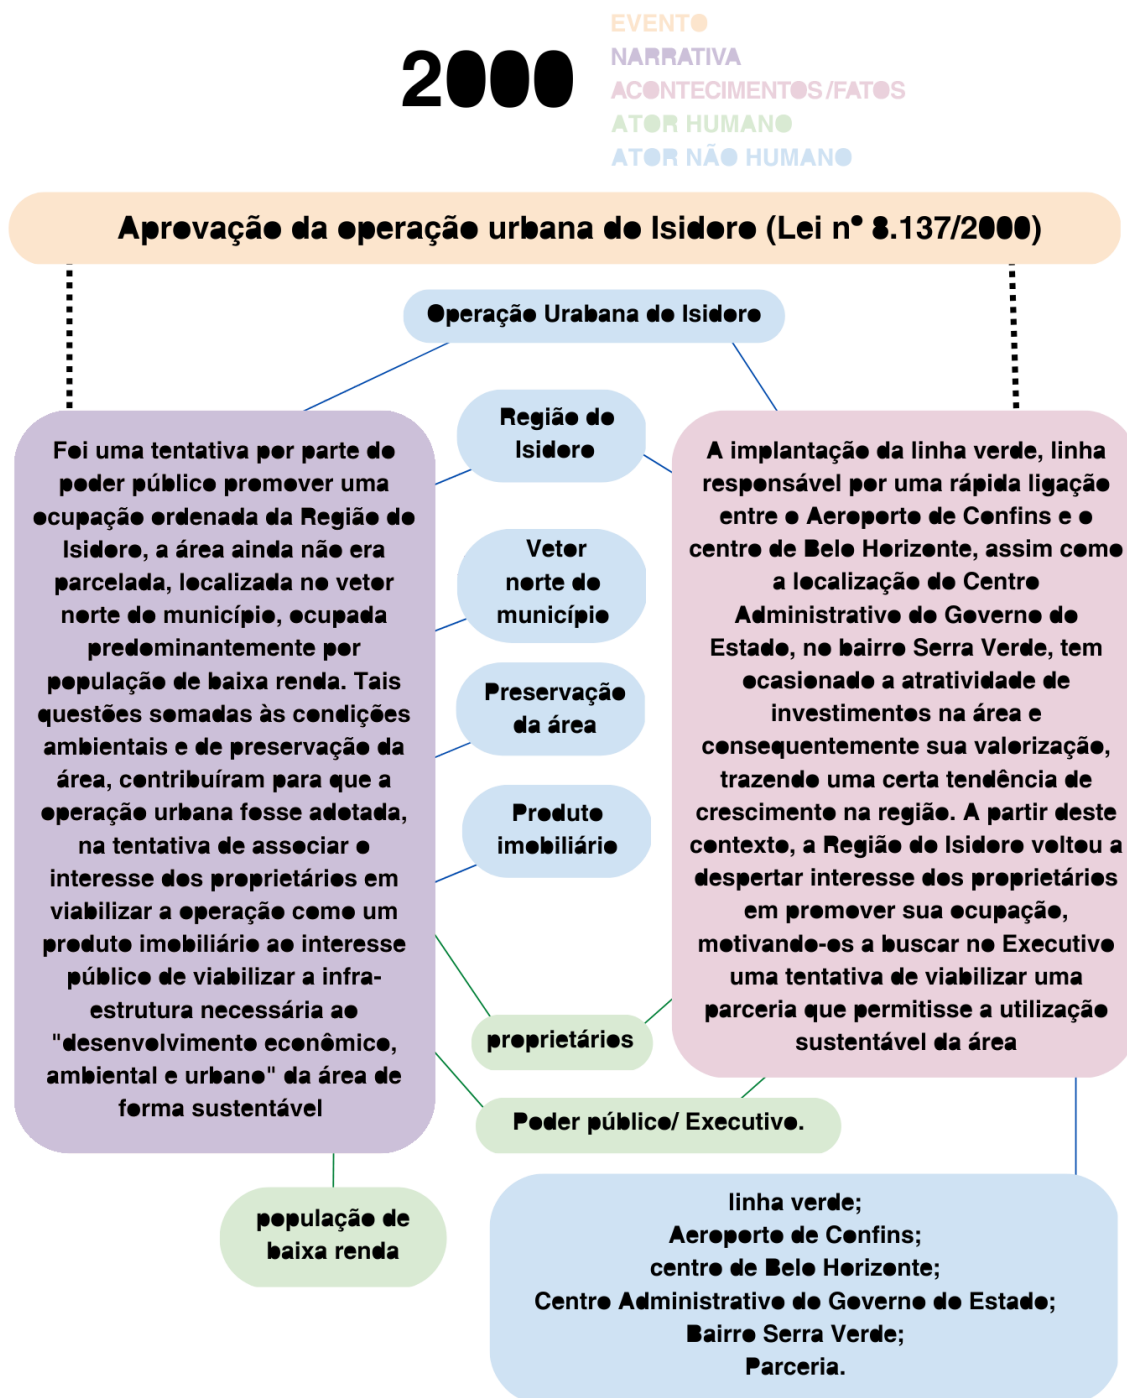 2000
EVENTO
NARRATIVA
ACONTECIMENTOS/FATOS
ATOR HUMANO
ATOR NÃO HUMANO
Aprovação da operação urbana do Isidoro (Lei nº 8.137/2000)
Operação Urabana do Isidoro
Foi uma tentativa por parte do
poder público promover uma
ocupação ordenada da Região do
Isidoro, a área ainda não era
parcelada, localizada no vetor
norte do município, ocupada
predominantemente por
população de baixa renda. Tais
questões somadas às condições
ambientais e de preservação da
área, contribuíram para que a
operação urbana fosse adotada,
na tentativa de associar o
interesse dos proprietários em
viabilizar a operação como um
produto imobiliário ao interesse
público de viabilizar a infra-
estrutura necessária ao
"desenvolvimento econômico,
ambiental e urbano" da área de
forma sustentável
Região do
Isidoro
Vetor
norte do
município
Preservação
da área
Produto
imobiliário
A implantação da linha verde, linha
responsável por uma rápida ligação
entre o Aeroporto de Confins e o
centro de Belo Horizonte, assim como
a localização do Centro
Administrativo do Governo do
Estado, no bairro Serra Verde, tem
ocasionado a atratividade de
investimentos na área e
consequentemente sua valorização,
trazendo uma certa tendência de
crescimento na região. A partir deste
contexto, a Região do Isidoro voltou a
despertar interesse dos proprietários
em promover sua ocupação,
motivando-os a buscar no Executivo
uma tentativa de viabilizar uma
parceria que permitisse a utilização
sustentável da área
proprietários
Poder público/ Executivo.
população de
baixa renda
linha verde;
Aeroporto de Confins;
centro de Belo Horizonte;
Centro Administrativo do Governo do Estado;
Bairro Serra Verde;
Parceria.